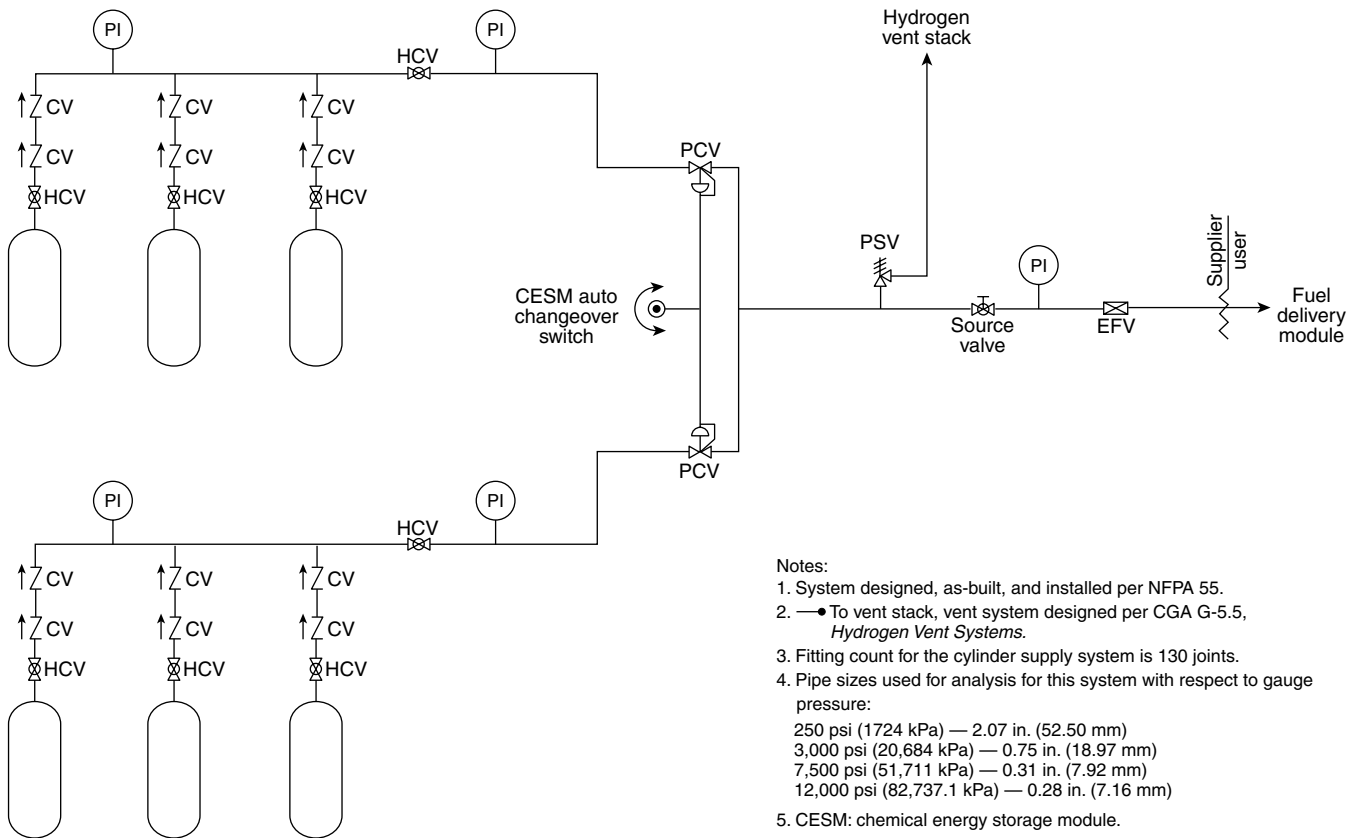 PI
HCV
PI
Hydrogen
vent stack
CV
CV
CV
CV
CV
CV
HCV
HCV
HCV
PCV
PSV
PI
Supplier
user
CESM auto
changeover
switch
Source
valve
EFV
Fuel
delivery
module
PCV
PI
HCV
PI
CV
CV
CV
CV
CV
CV
HCV
HCV
HCV
Notes:
1. System designed, as-built, and installed per NFPA 55.
2. To vent stack, vent system designed per CGA G-5.5,
Hydrogen Vent Systems.
3. Fitting count for the cylinder supply system is 130 joints.
4. Pipe sizes used for analysis for this system with respect to gauge
pressure:
250 psi (1724 kPa) — 2.07 in. (52.50 mm)
3,000 psi (20,684 kPa) — 0.75 in. (18.97 mm)
7,500 psi (51,711 kPa) — 0.31 in. (7.92 mm)
12,000 psi (82,737.1 kPa) — 0.28 in. (7.16 mm)
5. CESM: chemical energy storage module.